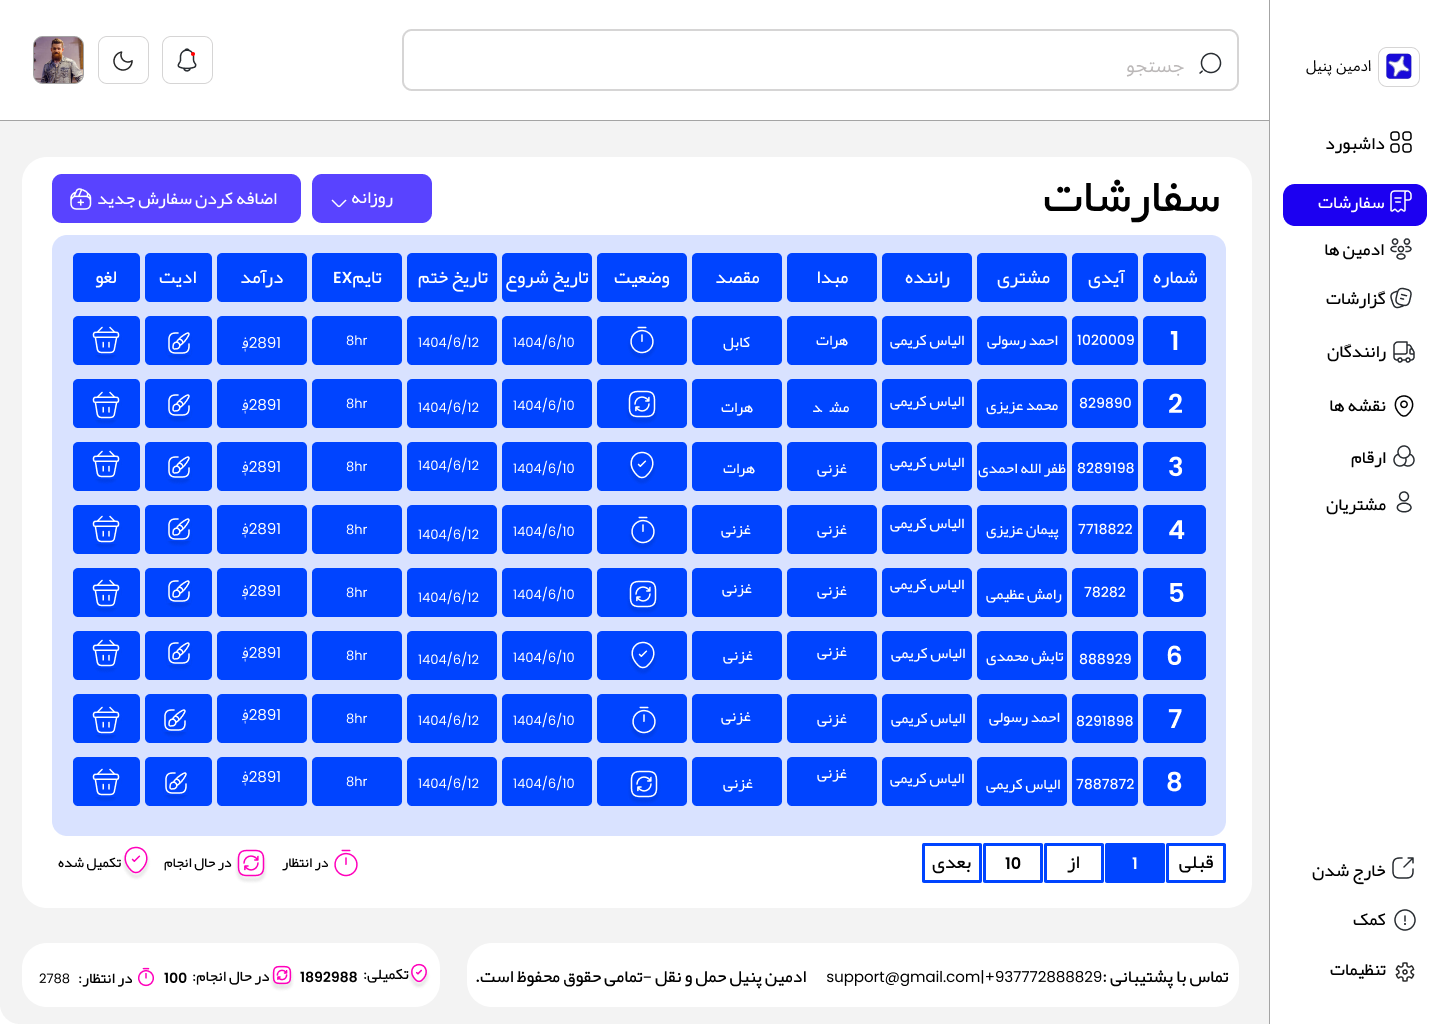 ادمین پنیل
جستجو
داشبورد
سفارشات
ادمین ها
گزارشات
رانندگان
نقشه ها
ارقام
مشتریان
خارج شدن
کمک
تنظیمات
سفارشات
روزانه
اضافه کردن سفارش جدید
شماره آیدی مشتری راننده مبدا مقصد وضعیت تاریخ شروع تاریخ ختم تایمEX درآمد ادیت لغو
1 1020009 احمد رسولی الیاس کریمی هرات کابل 1404/6/10 1404/6/12 8hr 2891؋
2 829890 محمد عزیزی الیاس کریمی مشد هرات 1404/6/10 1404/6/12 8hr 2891؋
3 8289198 ظفر الله احمدی الیاس کریمی غزنی هرات 1404/6/10 1404/6/12 8hr 2891؋
4 7718822 پیمان عزیزی الیاس کریمی غزنی غزنی 1404/6/10 1404/6/12 8hr 2891؋
5 78282 رامش عظیمی الیاس کریمی غزنی غزنی 1404/6/10 1404/6/12 8hr 2891؋
6 888929 تابش محمدی الیاس کریمی غزنی غزنی 1404/6/10 1404/6/12 8hr 2891؋
7 8291898 احمد رسولی الیاس کریمی غزنی غزنی 1404/6/10 1404/6/12 8hr 2891؋
8 7887872 الیاس کریمی الیاس کریمی غزنی غزنی 1404/6/10 1404/6/12 8hr 2891؋
قبلی 1 از 10 بعدی
در انتظار در حال انجام تکمیل شده
تماس با پشتیبانی :support@gmail.com|+937772888829 ادمین پنیل حمل و نقل -تمامی حقوق محفوظ است.
تکمیلی: 1892988 در حال انجام: 100 در انتظار: 2788